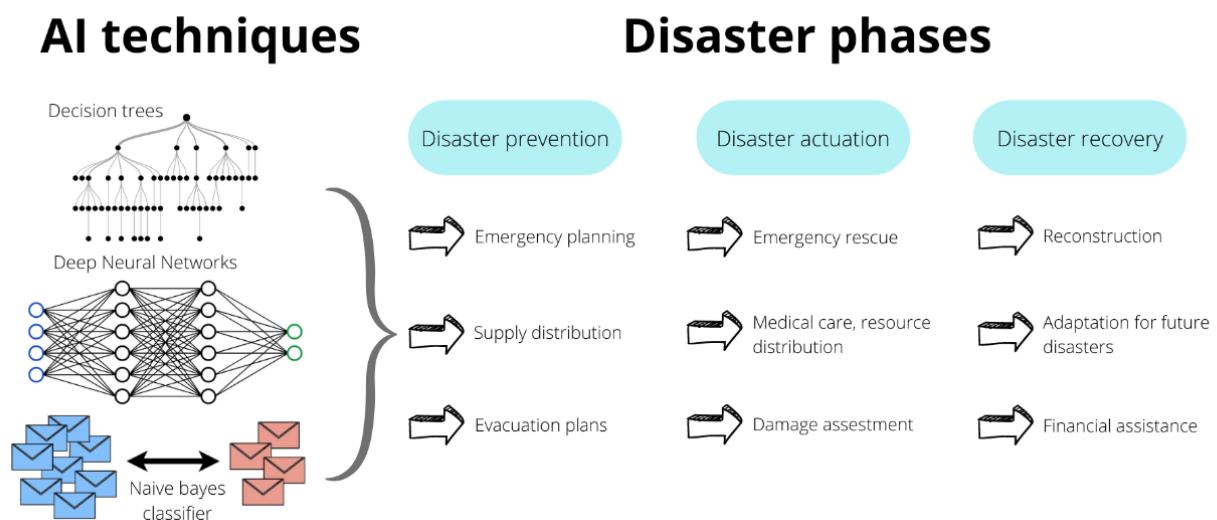 AI techniques
Disaster phases
Decision trees
Deep Neural Networks
Naive bayes
classifier
Disaster prevention
Emergency planning
Supply distribution
Evacuation plans
Disaster actuation
Emergency rescue
Medical care, resource
distribution
Damage assestment
Disaster recovery
Reconstruction
Adaptation for future
disasters
Financial assistance